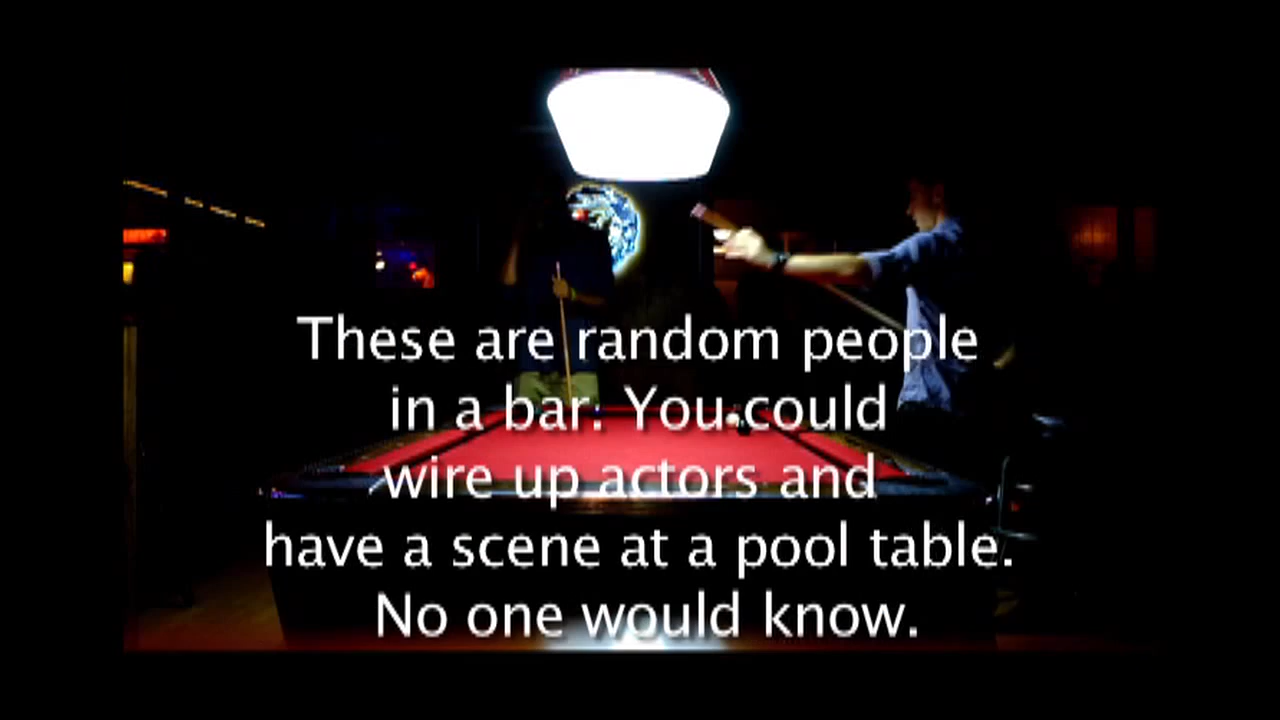 These are random people
in a bar. You could
wire up actors and
have a scene at a pool table.
No one would know.